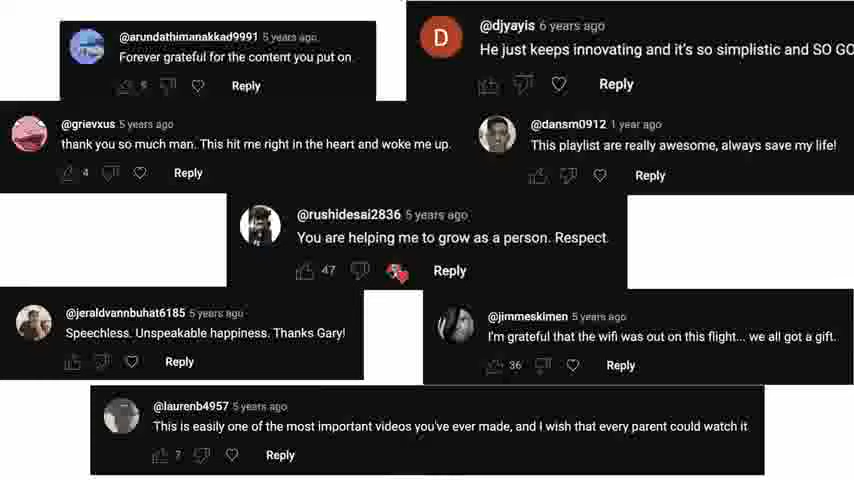 @arundathimanakkad9991 5 years ago
Forever grateful for the content you put on.
9 Reply
@djyayis 6 years ago
He just keeps innovating and it's so simplistic and SO GO
Reply
@grievxus 5 years ago
thank you so much man. This hit me right in the heart and woke me up.
4 Reply
@dansm0912 1 year ago
This playlist are really awesome, always save my life!
Reply
@rushidesai2836 5 years ago
You are helping me to grow as a person. Respect.
47 Reply
@jeraldvannbuhat6185 5 years ago
Speechless. Unspeakable happiness. Thanks Gary!
Reply
@jimmeskimen 5 years ago
I'm grateful that the wifi was out on this flight... we all got a gift.
36 Reply
@laurenb4957 5 years ago
This is easily one of the most important videos you've ever made, and I wish that every parent could watch it
7 Reply
D